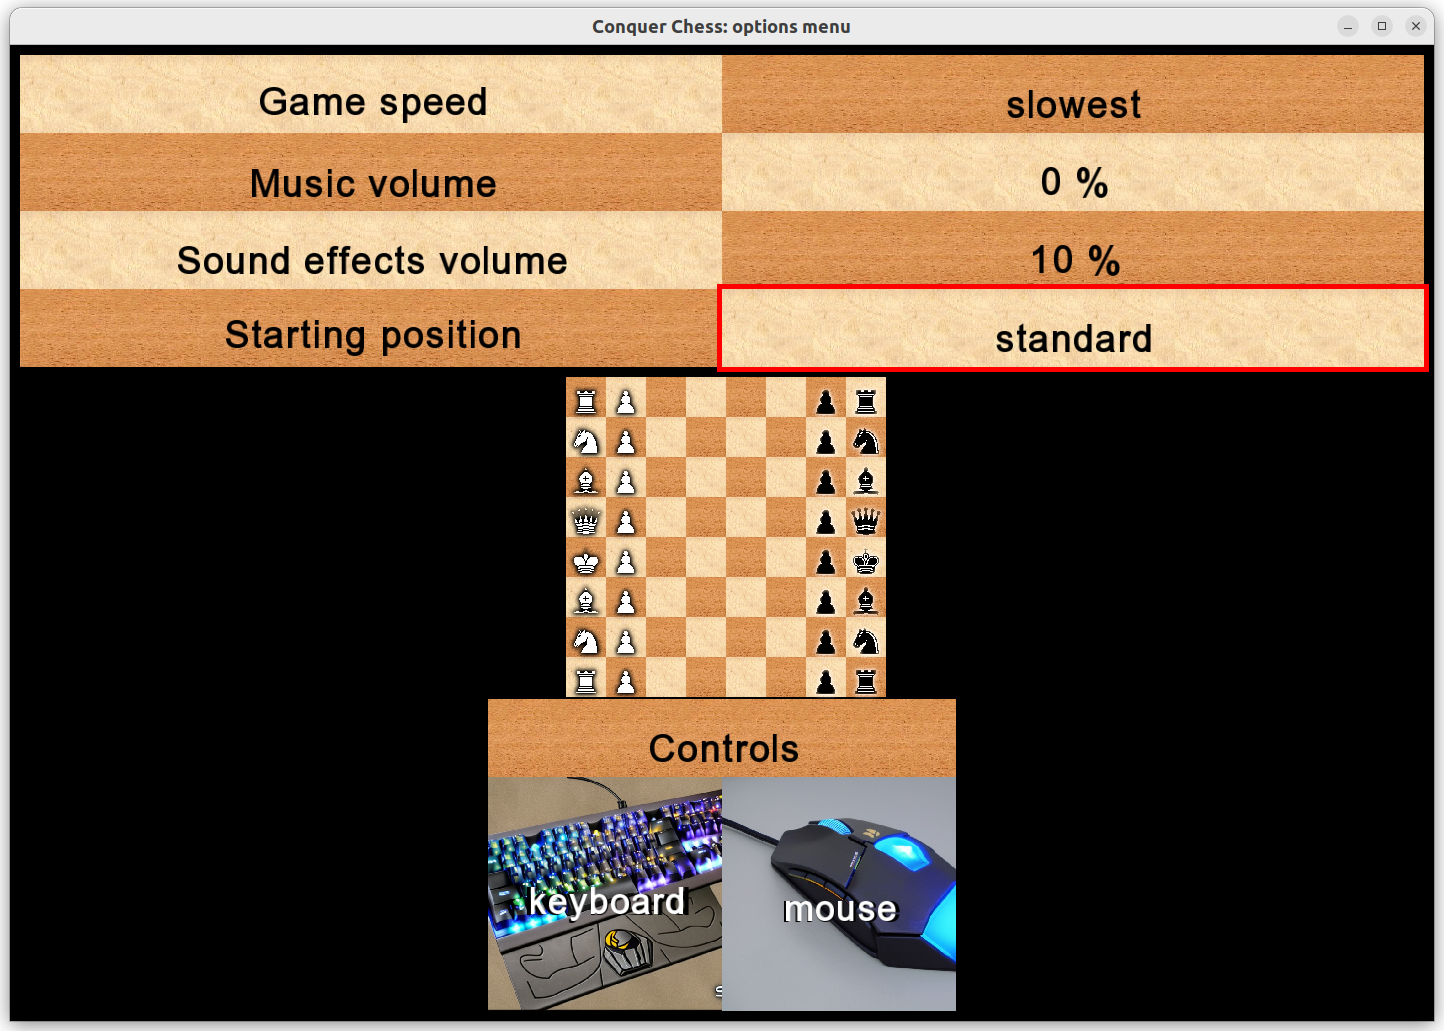 Conquer Chess: options menu
Game speed
slowest
Music volume
0 %
Sound effects volume
10 %
Starting position
standard
Controls
keyboard
mouse